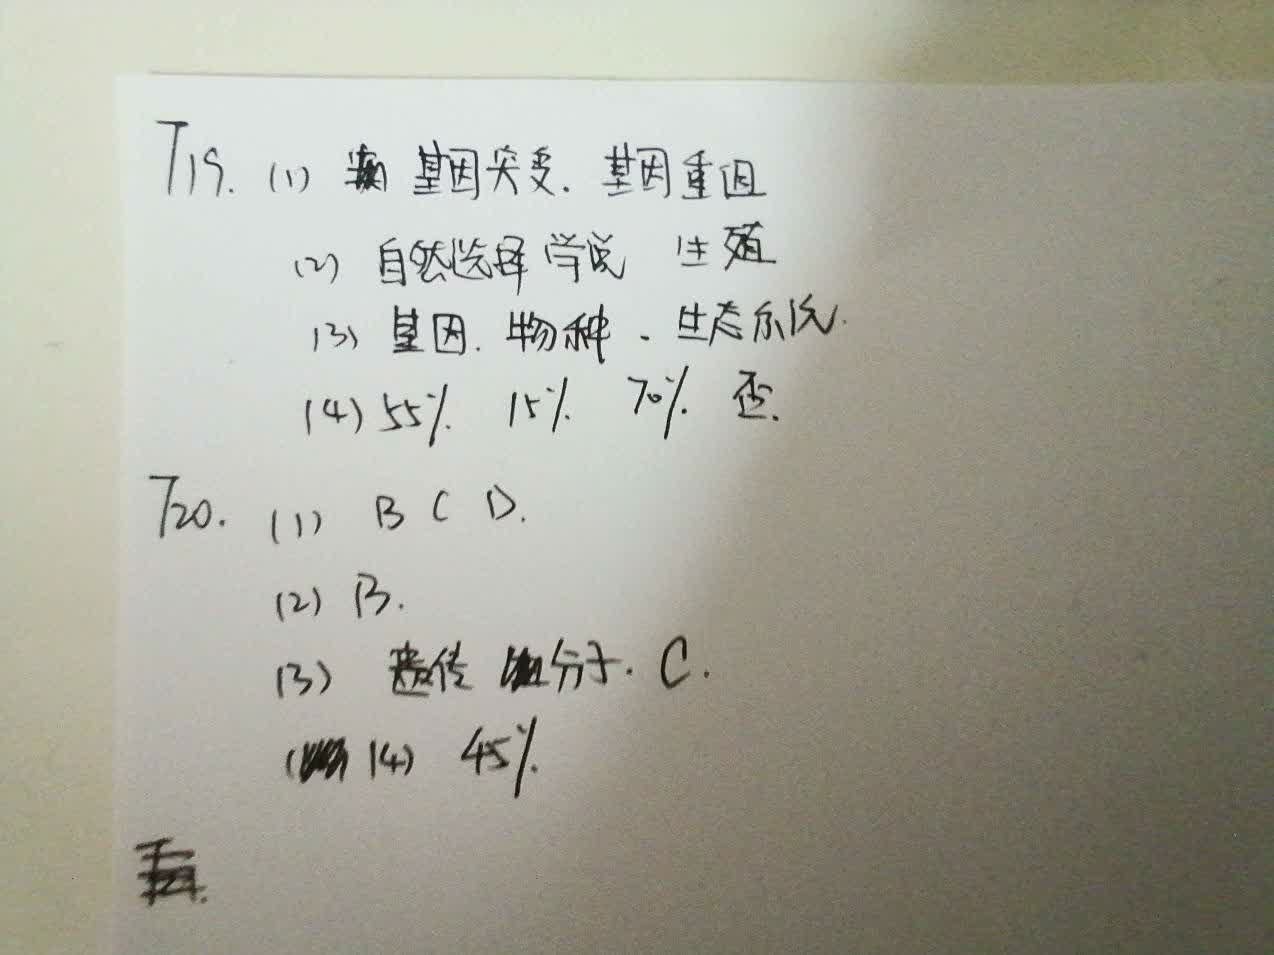 T19. (1) 基因突变. 基因重组
(2) 自然选择学说 生殖
(3) 基因. 物种、生态系统.
(4) 55% 15% 70% 否.
T20. (1) B C D.
(2) B.
(3) 遗传 分子. C.
(4) 45%